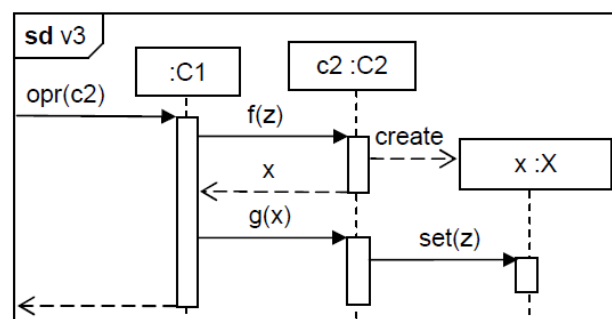 sd v3
:C1
c2 :C2
opr(c2)
f(z)
create
x
x :X
g(x)
set(z)